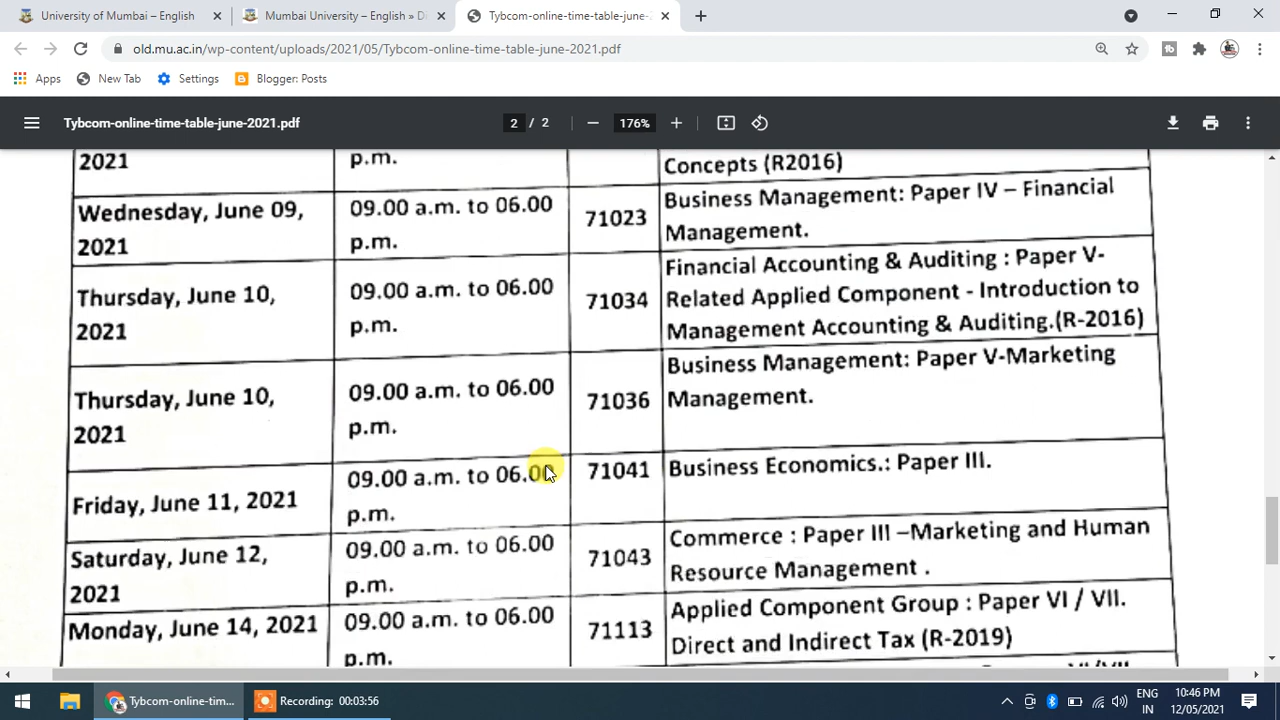 University of Mumbai – English
Mumbai University – English » D
Tybcom-online-time-table-june-
old.mu.ac.in/wp-content/uploads/2021/05/Tybcom-online-time-table-june-2021.pdf
Apps
New Tab
Settings
Blogger: Posts
Tybcom-online-time-table-june-2021.pdf
2 / 2
176%
2021
p.m.
Concepts (R2016)
Wednesday, June 09,
2021
09.00 a.m. to 06.00
p.m.
71023
Business Management: Paper IV – Financial
Management.
Thursday, June 10,
2021
09.00 a.m. to 06.00
p.m.
71034
Financial Accounting & Auditing : Paper V-
Related Applied Component - Introduction to
Management Accounting & Auditing.(R-2016)
Thursday, June 10,
2021
09.00 a.m. to 06.00
p.m.
71036
Business Management: Paper V-Marketing
Management.
Friday, June 11, 2021
09.00 a.m. to 06.00
p.m.
71041
Business Economics.: Paper III.
Saturday, June 12,
2021
09.00 a.m. to 06.00
p.m.
71043
Commerce : Paper III –Marketing and Human
Resource Management .
Monday, June 14, 2021
09.00 a.m. to 06.00
p.m.
71113
Applied Component Group : Paper VI / VII.
Direct and Indirect Tax (R-2019)
Tybcom-online-tim...
Recording: 00:03:56
ENG
IN
10:46 PM
12/05/2021